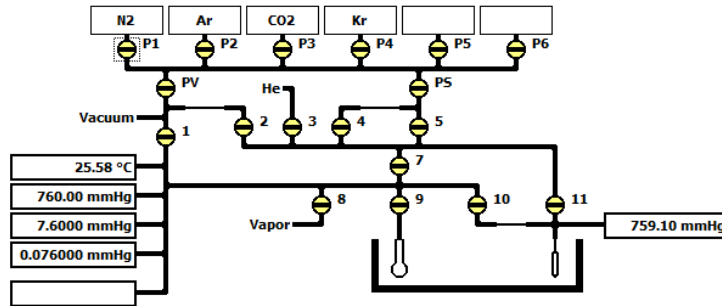 N2 Ar CO2 Kr
P1 P2 P3 P4 P5 P6
PV He PS
Vacuum 1 2 3 4 5
25.58 °C 7
760.00 mmHg 8 9 10 11
7.6000 mmHg Vapor 759.10 mmHg
0.076000 mmHg